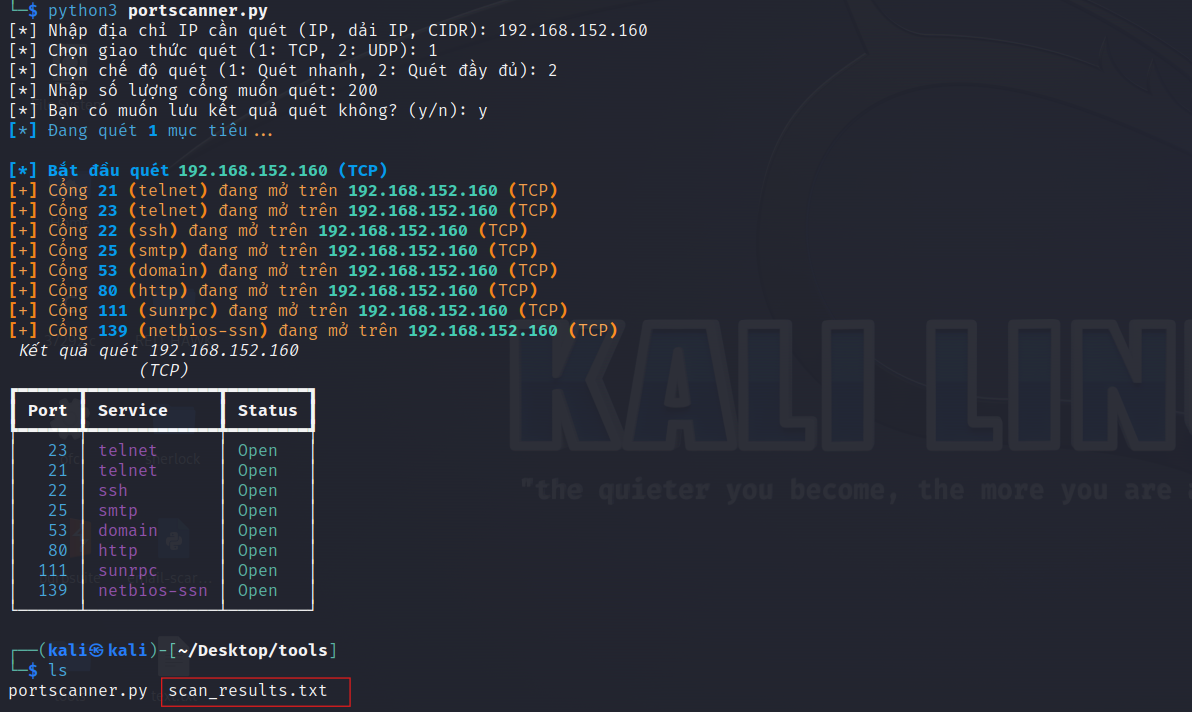 └─$ python3 portscanner.py
[*] Nhập địa chỉ IP cần quét (IP, dải IP, CIDR): 192.168.152.160
[*] Chọn giao thức quét (1: TCP, 2: UDP): 1
[*] Chọn chế độ quét (1: Quét nhanh, 2: Quét đầy đủ): 2
[*] Nhập số lượng cổng muốn quét: 200
[*] Bạn có muốn lưu kết quả quét không? (y/n): y
[*] Đang quét 1 mục tiêu...
[*] Bắt đầu quét 192.168.152.160 (TCP)
[+] Cổng 21 (telnet) đang mở trên 192.168.152.160 (TCP)
[+] Cổng 23 (telnet) đang mở trên 192.168.152.160 (TCP)
[+] Cổng 22 (ssh) đang mở trên 192.168.152.160 (TCP)
[+] Cổng 25 (smtp) đang mở trên 192.168.152.160 (TCP)
[+] Cổng 53 (domain) đang mở trên 192.168.152.160 (TCP)
[+] Cổng 80 (http) đang mở trên 192.168.152.160 (TCP)
[+] Cổng 111 (sunrpc) đang mở trên 192.168.152.160 (TCP)
[+] Cổng 139 (netbios-ssn) đang mở trên 192.168.152.160 (TCP)
Kết quả quét 192.168.152.160
(TCP)
Port Service Status
23 telnet Open
21 telnet Open
22 ssh Open
25 smtp Open
53 domain Open
80 http Open
111 sunrpc Open
139 netbios-ssn Open
┌──(kali㉿kali)-[~/Desktop/tools]
└─$ ls
portscanner.py scan_results.txt
KALI LIN
"the quieter you become, the more you are a